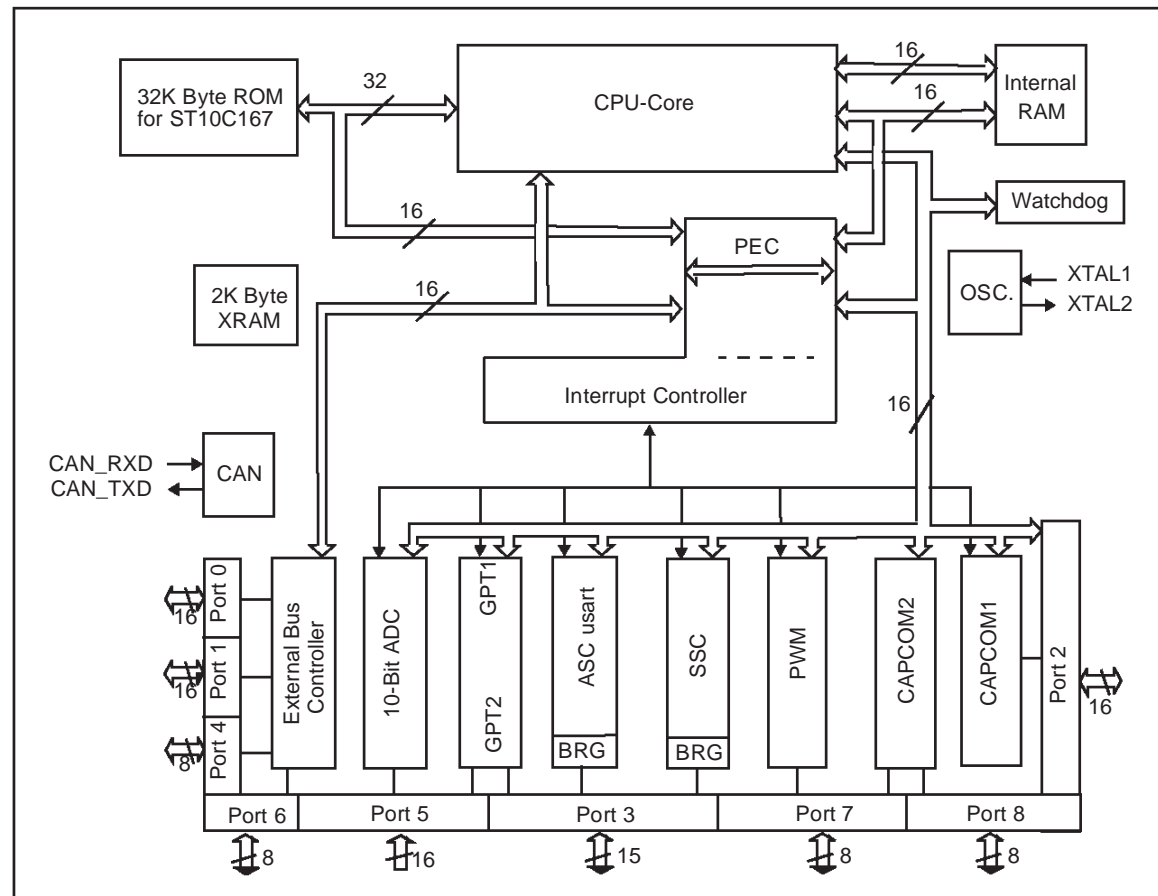 32K Byte ROM
for ST10C167
32
CPU-Core
16
16
Internal
RAM
Watchdog
16
PEC
2K Byte
XRAM
16
OSC.
XTAL1
XTAL2
Interrupt Controller
16
CAN_RXD
CAN_TXD
CAN
Port 0
16
Port 1
16
Port 4
8
External Bus
Controller
10-Bit ADC
GPT1
GPT2
ASC usart
BRG
SSC
BRG
PWM
CAPCOM2
CAPCOM1
Port 2
16
Port 6
Port 5
Port 3
Port 7
Port 8
8
16
15
8
8